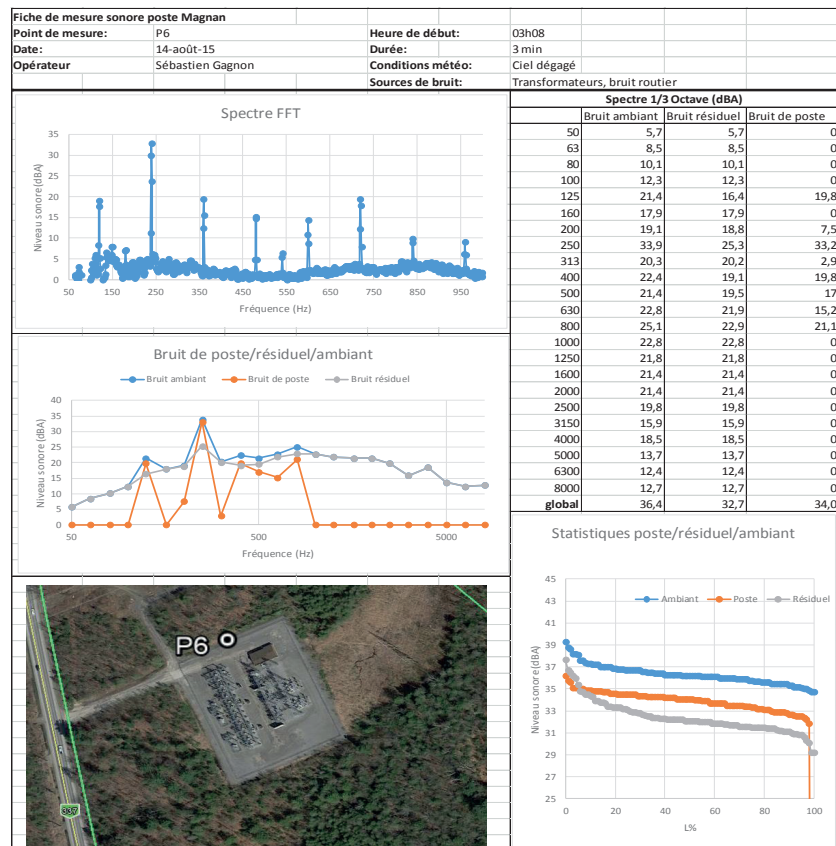 Fiche de mesure sonore poste Magnan
Point de mesure: P6 Heure de début: 03h08
Date: 14-août-15 Durée: 3 min
Opérateur Sébastien Gagnon Conditions météo: Ciel dégagé
Sources de bruit: Transformateurs, bruit routier
Spectre FFT
Niveau sonore (dBA)
35
30
25
20
15
10
5
0
50 150 250 350 450 550 650 750 850 950
Fréquence (Hz)
Bruit de poste/résiduel/ambiant
Bruit ambiant Bruit de poste Bruit résiduel
Niveau sonore (dBA)
40
35
30
25
20
15
10
5
0
50 500 5000
Fréquence (Hz)
P6
337
Spectre 1/3 Octave (dBA)
Bruit ambiant Bruit résiduel Bruit de poste
50 5,7 5,7 0
63 8,5 8,5 0
80 10,1 10,1 0
100 12,3 12,3 0
125 21,4 16,4 19,8
160 17,9 17,9 0
200 19,1 18,8 7,5
250 33,9 25,3 33,2
313 20,3 20,2 2,9
400 22,4 19,1 19,8
500 21,4 19,5 17
630 22,8 21,9 15,2
800 25,1 22,9 21,1
1000 22,8 22,8 0
1250 21,8 21,8 0
1600 21,4 21,4 0
2000 21,4 21,4 0
2500 19,8 19,8 0
3150 15,9 15,9 0
4000 18,5 18,5 0
5000 13,7 13,7 0
6300 12,4 12,4 0
8000 12,7 12,7 0
global 36,4 32,7 34,0
Statistiques poste/résiduel/ambiant
Ambiant Poste Résiduel
Niveau sonore (dBA)
45
43
41
39
37
35
33
31
29
27
25
0 20 40 60 80 100
L%